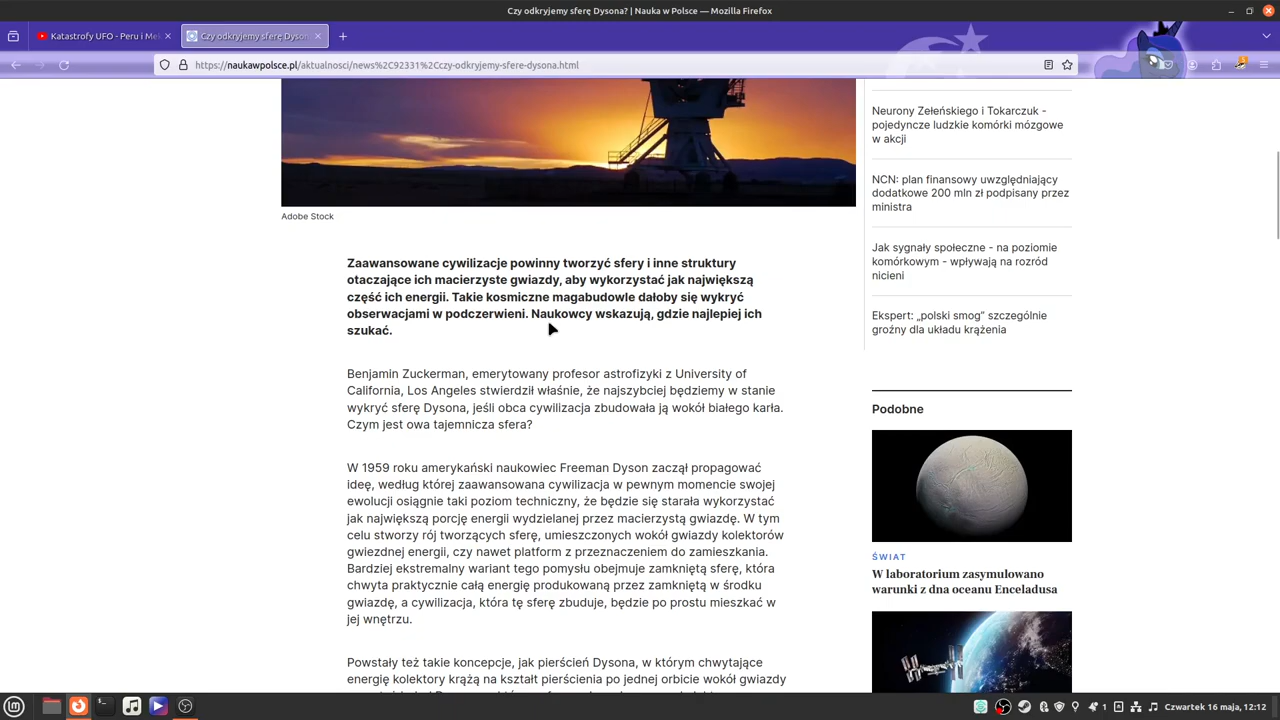 Czy odkryjemy sferę Dysona? | Nauka w Polsce — Mozilla Firefox
Katastrofy UFO - Peru i Mek
Czy odkryjemy sferę Dyson
https://naukawpolsce.pl/aktualnosci/news%2C92331%2Cczy-odkryjemy-sfere-dysona.html
Adobe Stock
Zaawansowane cywilizacje powinny tworzyć sfery i inne struktury
otaczające ich macierzyste gwiazdy, aby wykorzystać jak największą
część ich energii. Takie kosmiczne magabudowle dałoby się wykryć
obserwacjami w podczerwieni. Naukowcy wskazują, gdzie najlepiej ich
szukać.
Benjamin Zuckerman, emerytowany profesor astrofizyki z University of
California, Los Angeles stwierdził właśnie, że najszybciej będziemy w stanie
wykryć sferę Dysona, jeśli obca cywilizacja zbudowała ją wokół białego karła.
Czym jest owa tajemnicza sfera?
W 1959 roku amerykański naukowiec Freeman Dyson zaczął propagować
ideę, według której zaawansowana cywilizacja w pewnym momencie swojej
ewolucji osiągnie taki poziom techniczny, że będzie się starała wykorzystać
jak największą porcję energii wydzielanej przez macierzystą gwiazdę. W tym
celu stworzy rój tworzących sferę, umieszczonych wokół gwiazdy kolektorów
gwiezdnej energii, czy nawet platform z przeznaczeniem do zamieszkania.
Bardziej ekstremalny wariant tego pomysłu obejmuje zamkniętą sferę, która
chwyta praktycznie całą energię produkowaną przez zamkniętą w środku
gwiazdę, a cywilizacja, która tę sferę zbuduje, będzie po prostu mieszkać w
jej wnętrzu.
Powstały też takie koncepcje, jak pierścień Dysona, w którym chwytające
energię kolektory krążą na kształt pierścienia po jednej orbicie wokół gwiazdy
Neurony Zełeńskiego i Tokarczuk -
pojedyncze ludzkie komórki mózgowe
w akcji
NCN: plan finansowy uwzględniający
dodatkowe 200 mln zł podpisany przez
ministra
Jak sygnały społeczne - na poziomie
komórkowym - wpływają na rozród
nicieni
Ekspert: „polski smog” szczególnie
groźny dla układu krążenia
Podobne
ŚWIAT
W laboratorium zasymulowano
warunki z dna oceanu Enceladusa
1
Czwartek 16 maja, 12:12